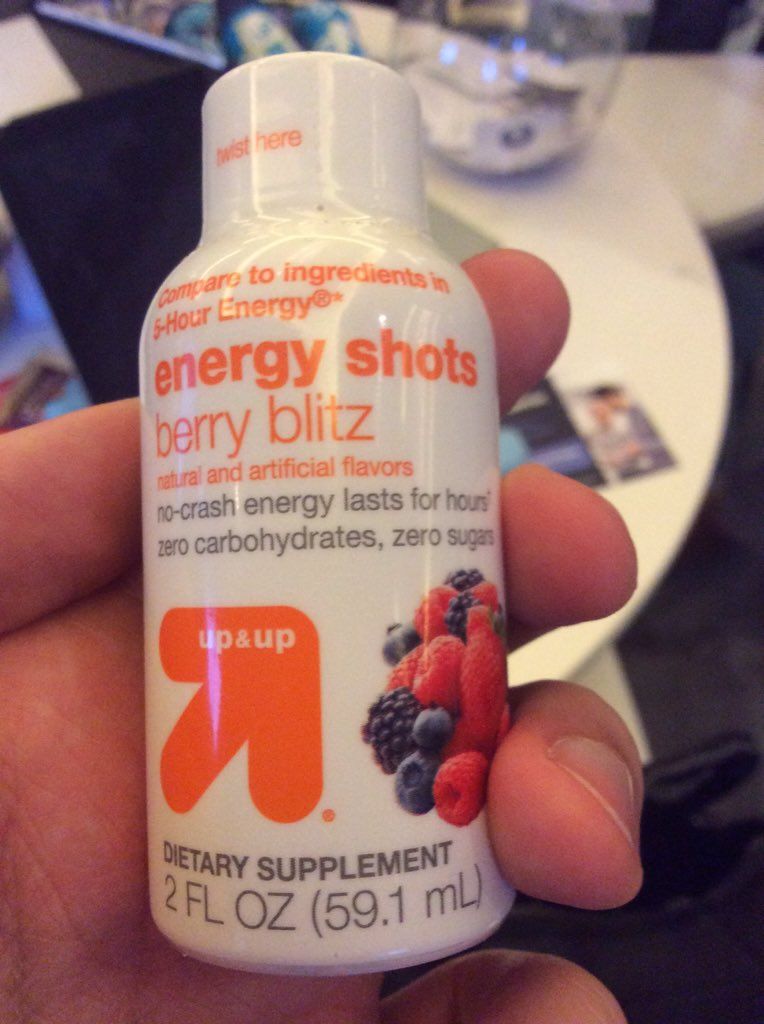 twist here
Compare to ingredients in
5-Hour Energy®*
energy shots
berry blitz
natural and artificial flavors
no-crash energy lasts for hours†
zero carbohydrates, zero sugars
up&up
®
DIETARY SUPPLEMENT
2 FL OZ (59.1 mL)